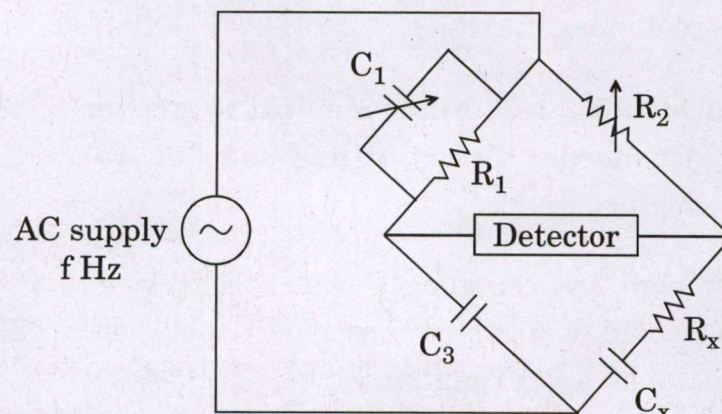 C₁
R₂
R₁
AC supply
f Hz
~
Detector
C₃
Rₓ
Cₓ